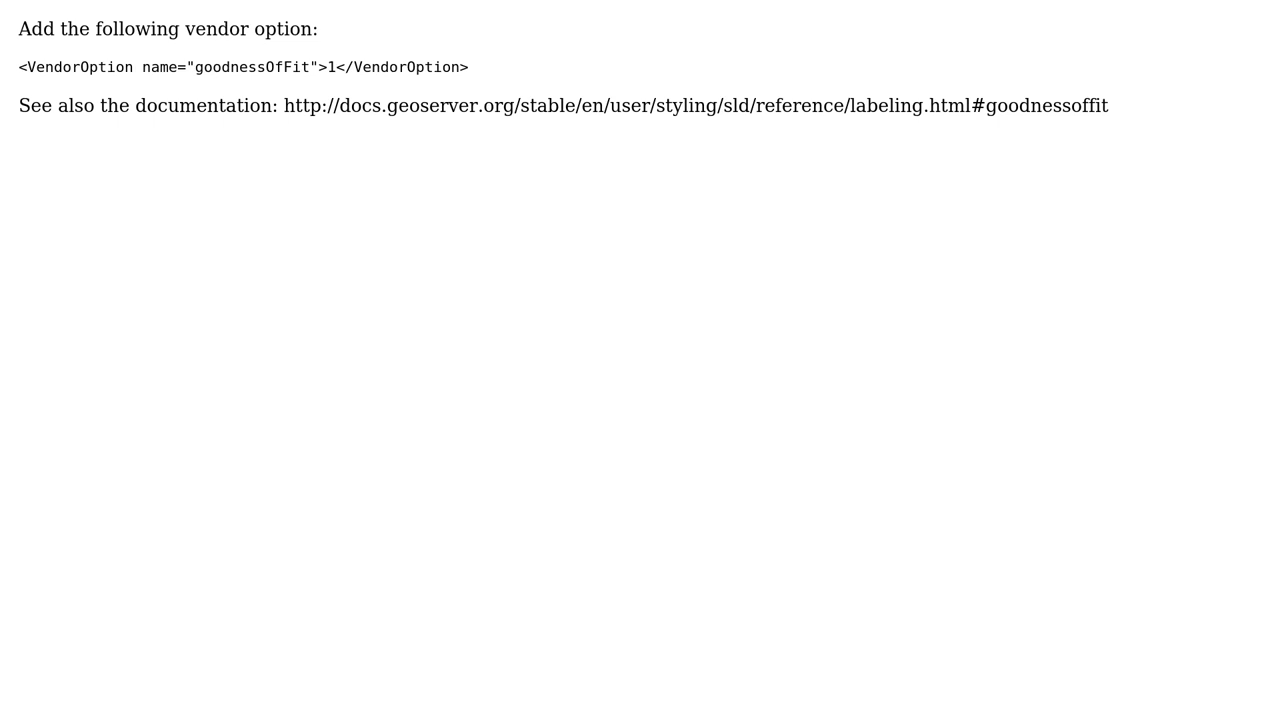 Add the following vendor option:
<VendorOption name="goodnessOfFit">1</VendorOption>
See also the documentation: http://docs.geoserver.org/stable/en/user/styling/sld/reference/labeling.html#goodnessoffit